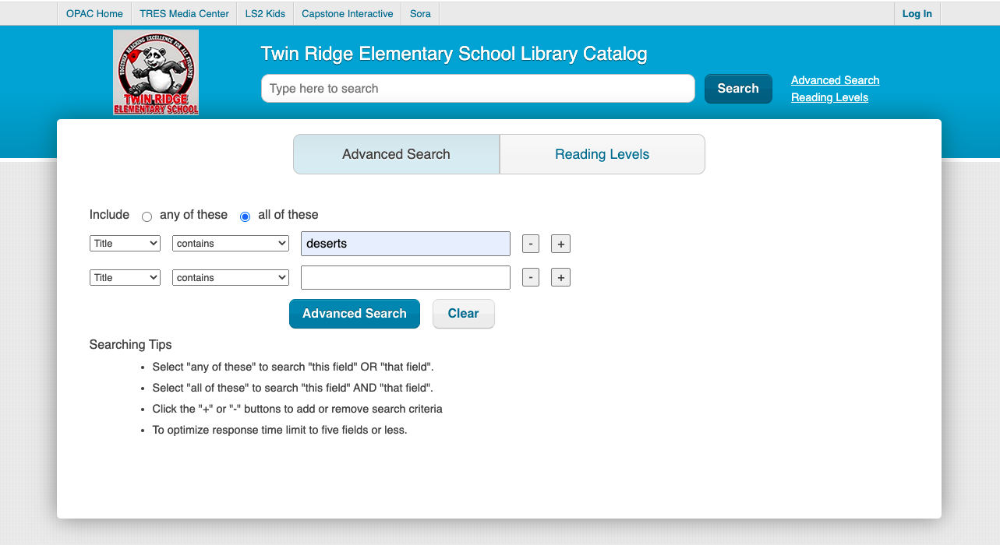 OPAC Home TRES Media Center LS2 Kids Capstone Interactive Sora Log In
TOGETHER REACHING EXCELLENCE FOR ALL STUDENTS
TWIN RIDGE
ELEMENTARY SCHOOL
Twin Ridge Elementary School Library Catalog
Type here to search Search
Advanced Search
Reading Levels
Advanced Search Reading Levels
Include any of these all of these
Title contains deserts - +
Title contains - +
Advanced Search Clear
Searching Tips
• Select "any of these" to search "this field" OR "that field".
• Select "all of these" to search "this field" AND "that field".
• Click the "+" or "-" buttons to add or remove search criteria
• To optimize response time limit to five fields or less.